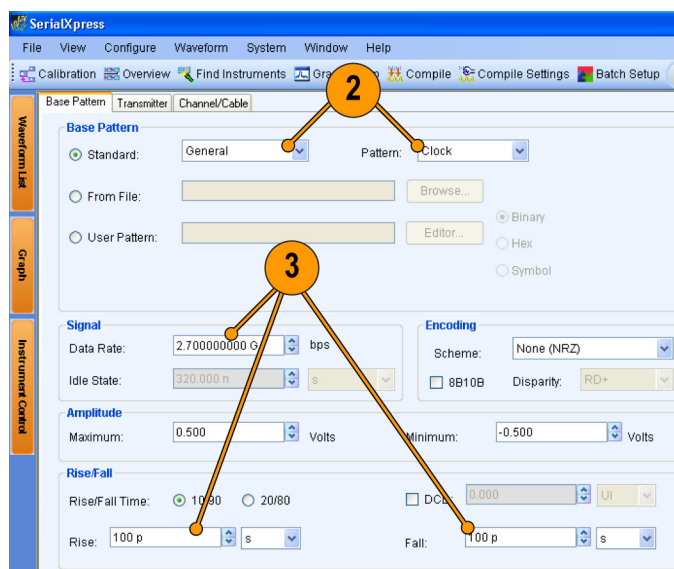 SerialXpress
File View Configure Waveform System Window Help
Calibration Overview Find Instruments Compile Compile Settings Batch Setup
Base Pattern Transmitter Channel/Cable
2
Waveform List
Graph
Instrument Control
Base Pattern
Standard: General Pattern: Clock
From File: Browse...
User Pattern: Editor...
Binary
Hex
Symbol
3
Signal
Data Rate: 2.700000000 G bps
Idle State: 320.000 n s
Encoding
Scheme: None (NRZ)
8B10B Disparity: RD+
Amplitude
Maximum: 0.500 Volts Minimum: -0.500 Volts
Rise/Fall
Rise/Fall Time: 10/90 20/80 DCD: 0.000 UI
Rise: 100 p s Fall: 100 p s